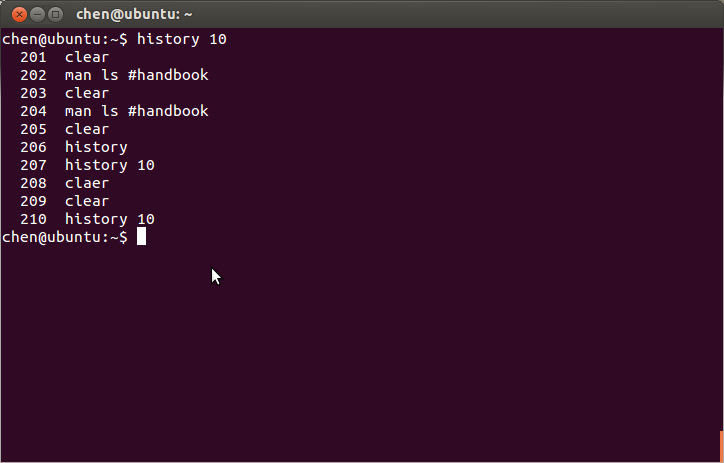 chen@ubuntu: ~
chen@ubuntu:~$ history 10
201 clear
202 man ls #handbook
203 clear
204 man ls #handbook
205 clear
206 history
207 history 10
208 claer
209 clear
210 history 10
chen@ubuntu:~$